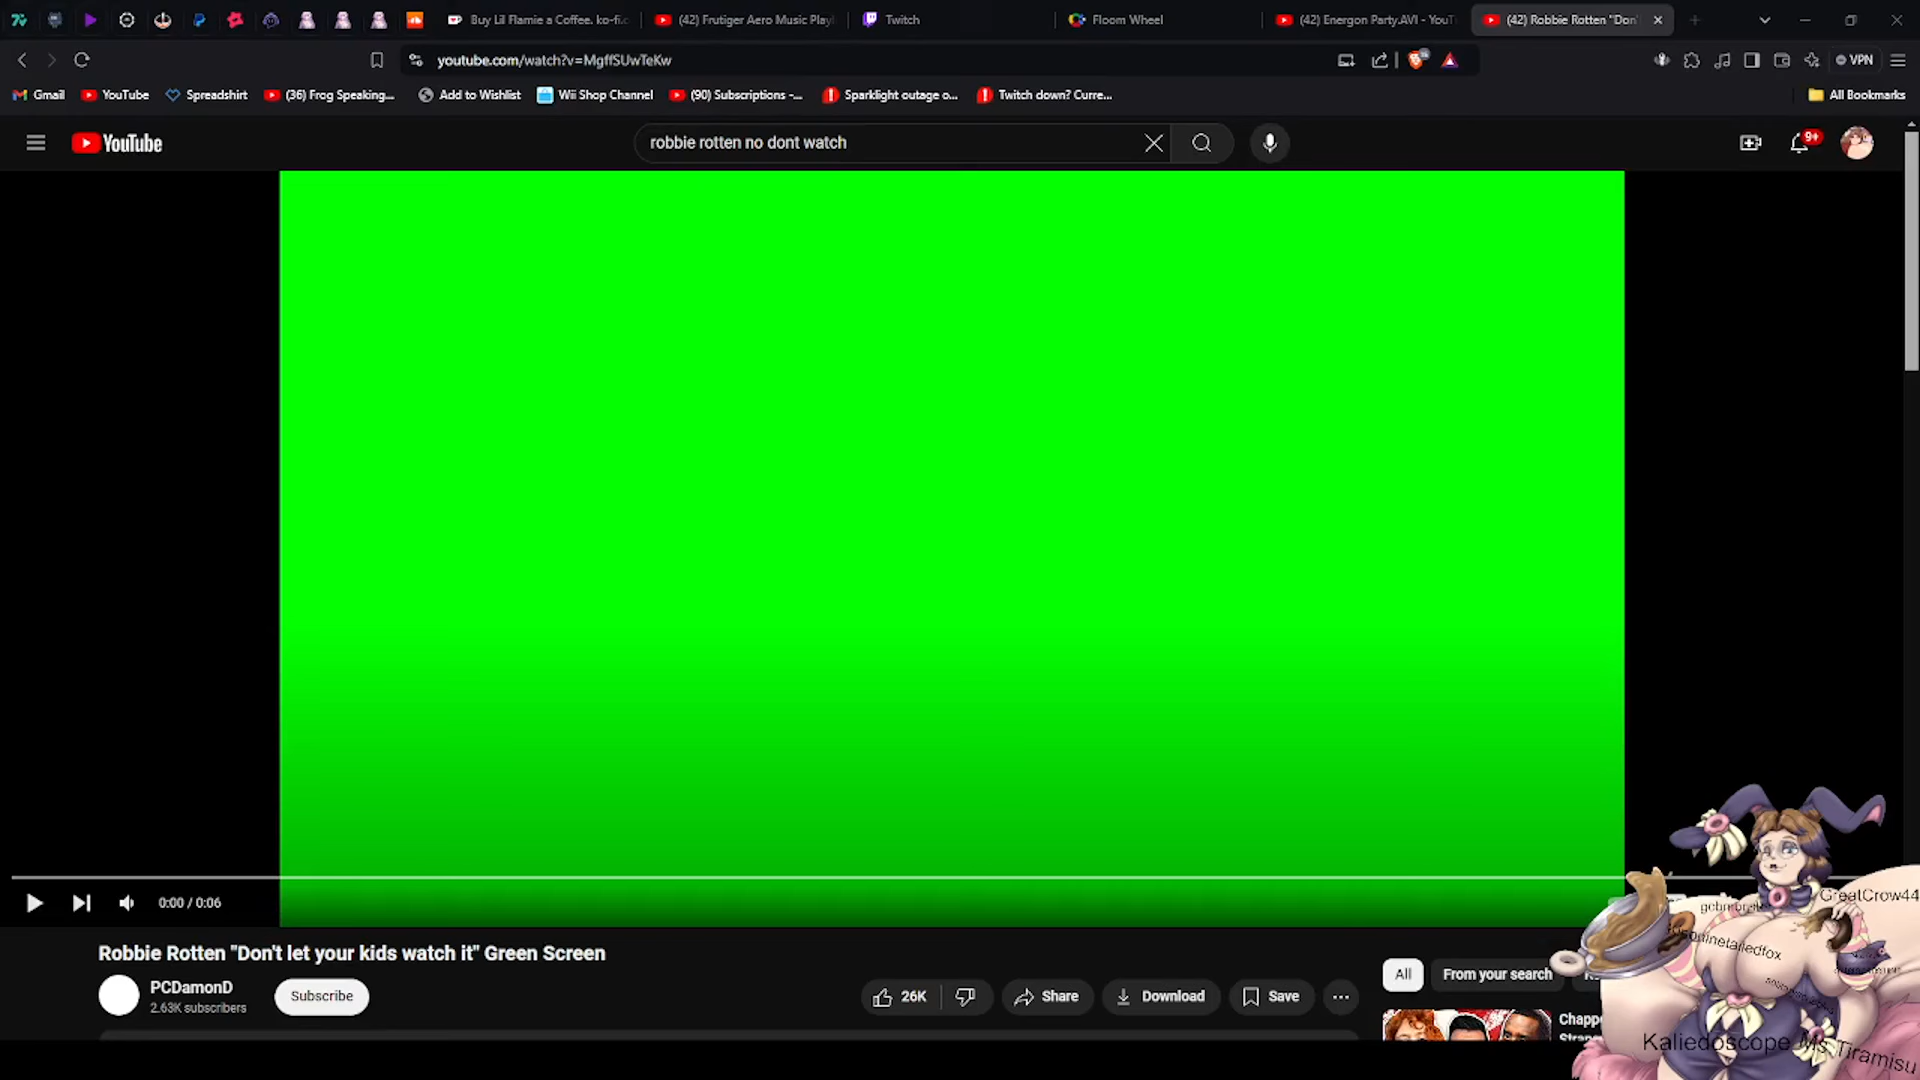 Buy Lil Flamie a Coffee. ko-fi.c
(42) Frutiger Aero Music Playl
Twitch
Floom Wheel
(42) Energon Party.AVI - YouT
(42) Robbie Rotten "Don'
youtube.com/watch?v=MgffSUwTeKw
VPN
Gmail
YouTube
Spreadshirt
(36) Frog Speaking...
Add to Wishlist
Wii Shop Channel
(90) Subscriptions -...
Sparklight outage o...
Twitch down? Curre...
All Bookmarks
YouTube
robbie rotten no dont watch
9+
0:00 / 0:06
Robbie Rotten "Don't let your kids watch it" Green Screen
PCDamonD
2.63K subscribers
Subscribe
26K
Share
Download
Save
All
From your search
Chappe
GreatCrow44
Kaliedoscope
Ms Tiramisu